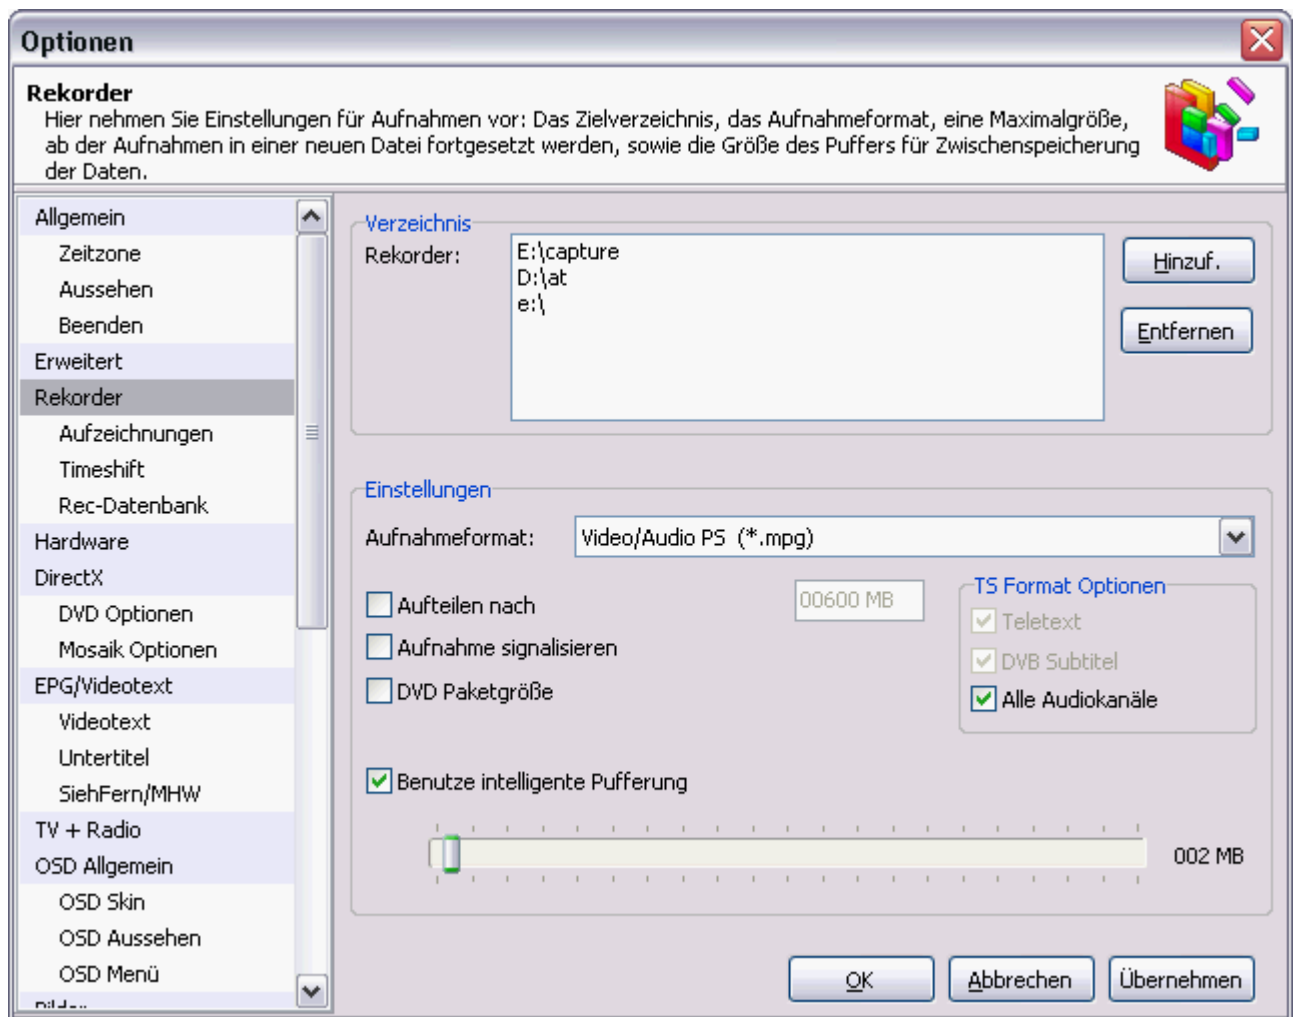 Optionen
Rekorder
Hier nehmen Sie Einstellungen für Aufnahmen vor: Das Zielverzeichnis, das Aufnahmeformat, eine Maximalgröße,
ab der Aufnahmen in einer neuen Datei fortgesetzt werden, sowie die Größe des Puffers für Zwischenspeicherung
der Daten.
Allgemein
Zeitzone
Aussehen
Beenden
Erweitert
Rekorder
Aufzeichnungen
Timeshift
Rec-Datenbank
Hardware
DirectX
DVD Optionen
Mosaik Optionen
EPG/Videotext
Videotext
Untertitel
SiehFern/MHW
TV + Radio
OSD Allgemein
OSD Skin
OSD Aussehen
OSD Menü
Verzeichnis
Rekorder:
E:\capture
D:\at
e:\
Hinzuf.
Entfernen
Einstellungen
Aufnahmeformat:
Video/Audio PS (*.mpg)
Aufteilen nach
00600 MB
Aufnahme signalisieren
DVD Paketgröße
TS Format Optionen
Teletext
DVB Subtitel
Alle Audiokanäle
Benutze intelligente Pufferung
002 MB
OK
Abbrechen
Übernehmen